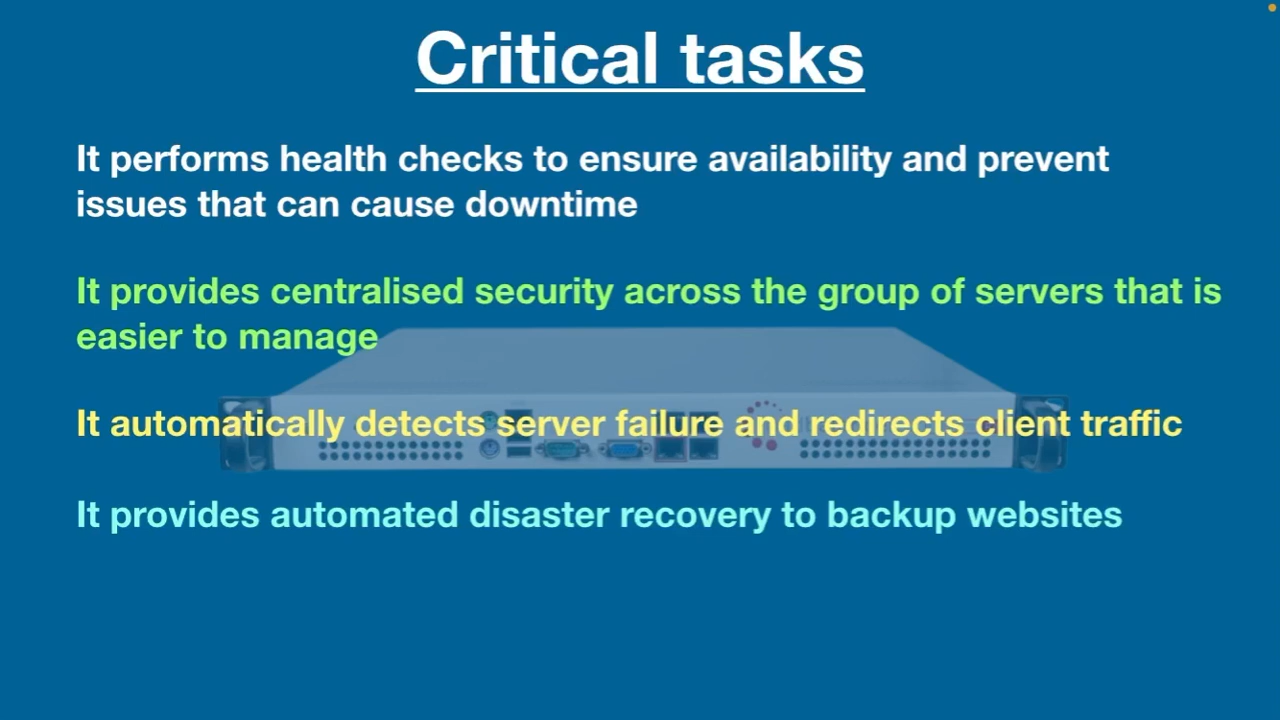 Critical tasks
It performs health checks to ensure availability and prevent
issues that can cause downtime
It provides centralised security across the group of servers that is
easier to manage
It automatically detects server failure and redirects client traffic
It provides automated disaster recovery to backup websites